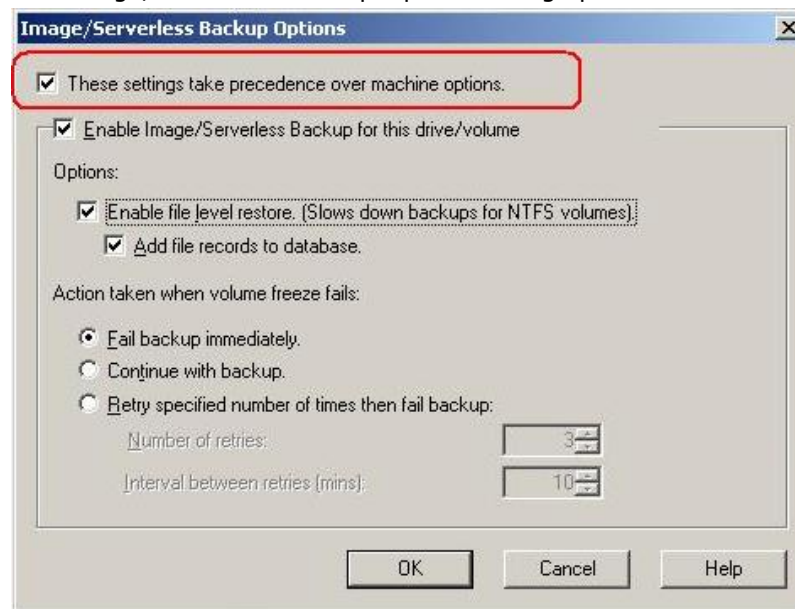 Image/Serverless Backup Options
These settings take precedence over machine options.
Enable Image/Serverless Backup for this drive/volume
Options:
Enable file level restore. (Slows down backups for NTFS volumes).
Add file records to database.
Action taken when volume freeze fails:
Fail backup immediately.
Continue with backup.
Retry specified number of times then fail backup:
Number of retries: 3
Interval between retries (mins): 10
OK Cancel Help